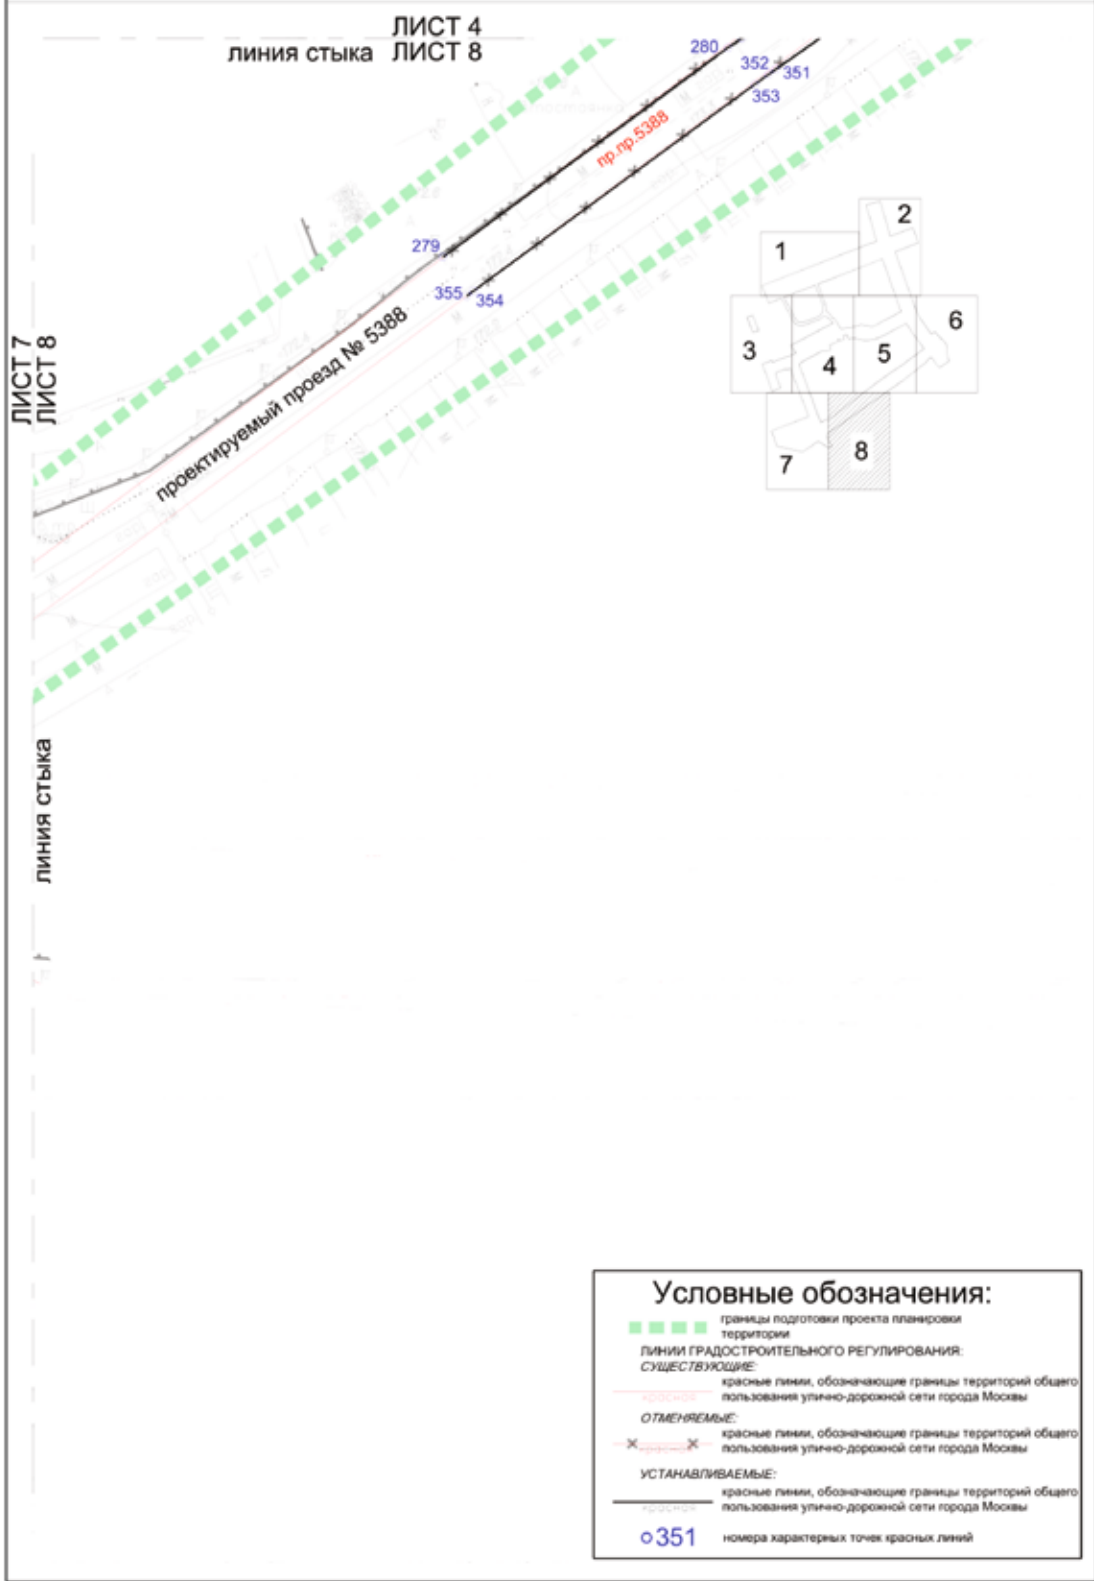 ЛИСТ 4
линия стыка ЛИСТ 8
280
352
351
353
пр.пр.5388
279
355
354
проектируемый проезд № 5388
ЛИСТ 7
ЛИСТ 8
линия стыка
1
2
3
4
5
6
7
8
Условные обозначения:
границы подготовки проекта планировки
территории
ЛИНИИ ГРАДОСТРОИТЕЛЬНОГО РЕГУЛИРОВАНИЯ:
СУЩЕСТВУЮЩИЕ:
красные линии, обозначающие границы территорий общего
красная пользования улично-дорожной сети города Москвы
ОТМЕНЯЕМЫЕ:
красные линии, обозначающие границы территорий общего
красная пользования улично-дорожной сети города Москвы
УСТАНАВЛИВАЕМЫЕ:
красные линии, обозначающие границы территорий общего
красная пользования улично-дорожной сети города Москвы
351 номера характерных точек красных линий